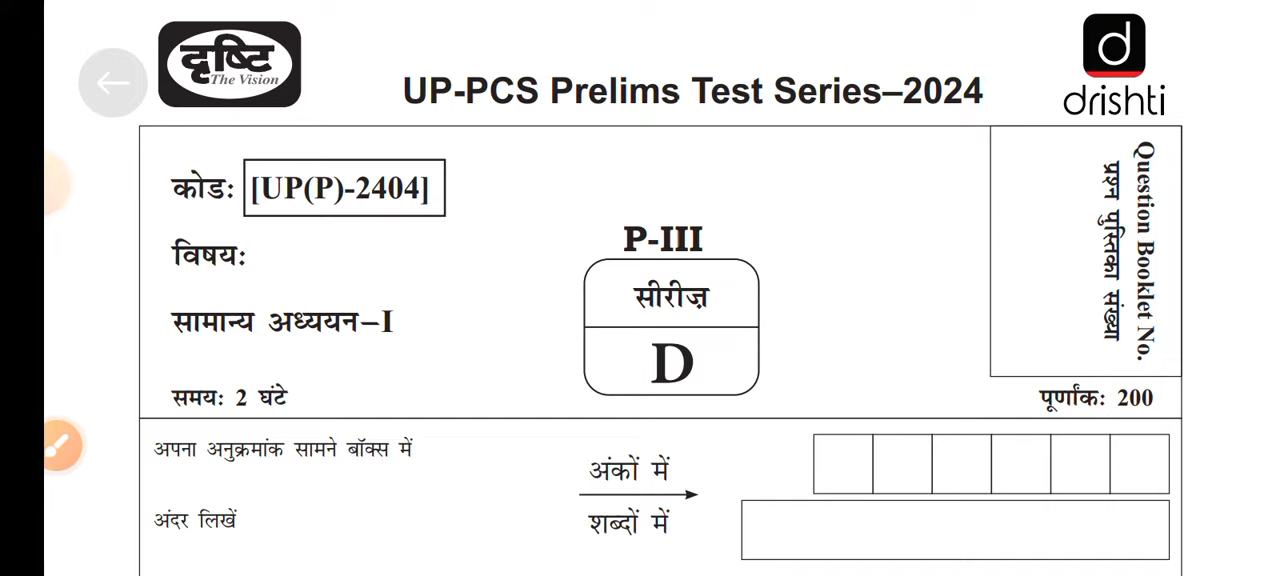 दृष्टि
The Vision
UP-PCS Prelims Test Series–2024
d
drishti
कोडः [UP(P)-2404]
विषयः
सामान्य अध्ययन–I
समयः 2 घंटे
P-III
सीरीज़
D
Question Booklet No.
प्रश्न पुस्तिका संख्या
पूर्णांकः 200
अपना अनुक्रमांक सामने बॉक्स में
अंदर लिखें
अंकों में
शब्दों में